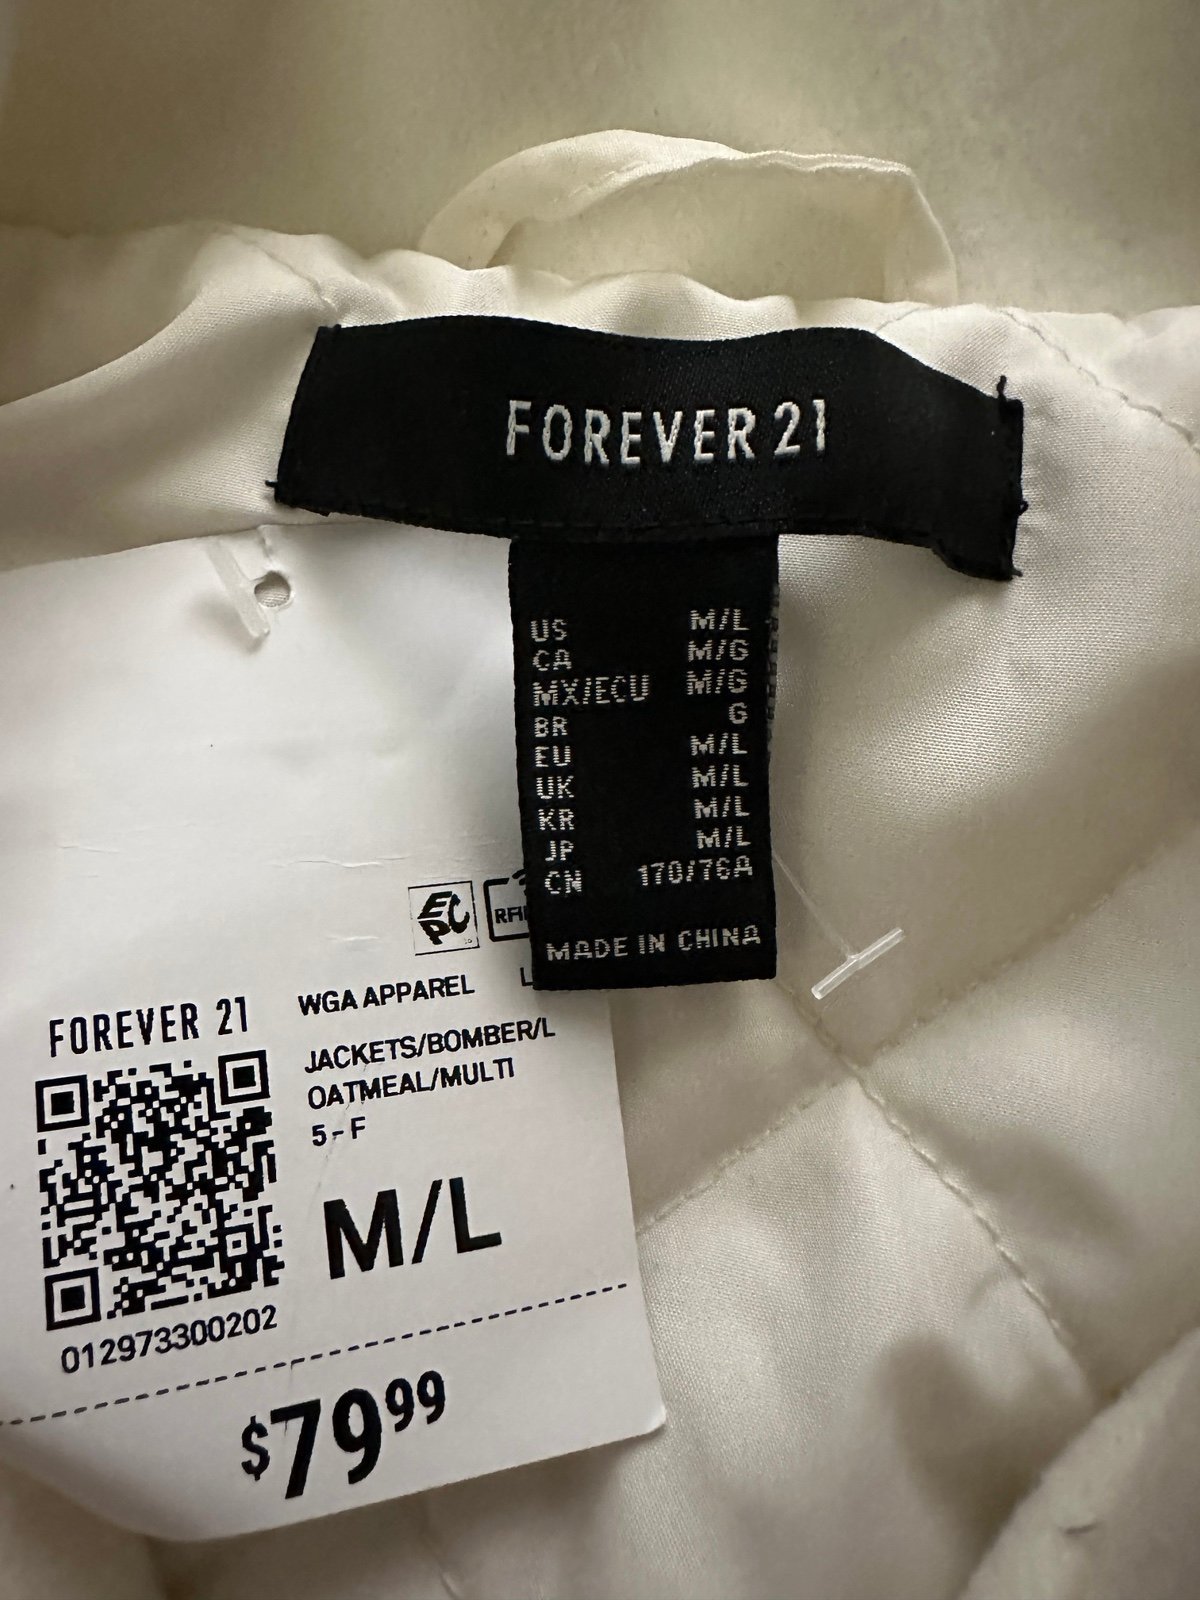 FOREVER 21
US M/L
CA M/G
MX/ECU M/G
BR G
EU M/L
UK M/L
KR M/L
JP M/L
CN 170/76A
MADE IN CHINA
EPC
FOREVER 21
WGA APPAREL
JACKETS/BOMBER/L
OATMEAL/MULTI
5-F
M/L
012973300202
$79.99